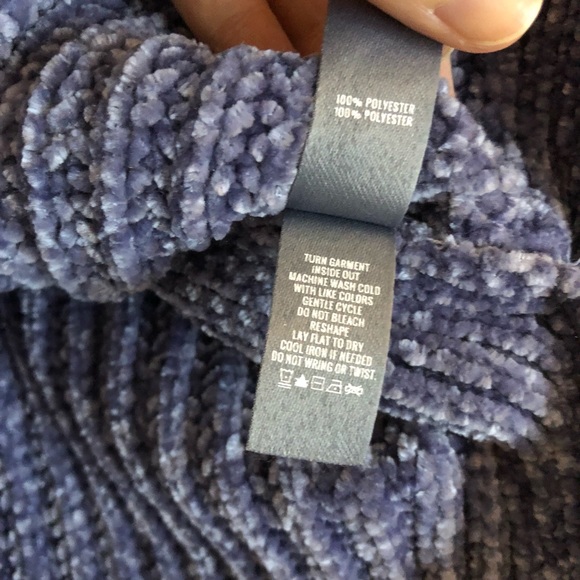 100% POLYESTER
100% POLYESTER
TURN GARMENT
INSIDE OUT
MACHINE WASH COLD
WITH LIKE COLORS
GENTLE CYCLE
DO NOT BLEACH
RESHAPE
LAY FLAT TO DRY
COOL IRON IF NEEDED
DO NOT WRING OR TWIST.